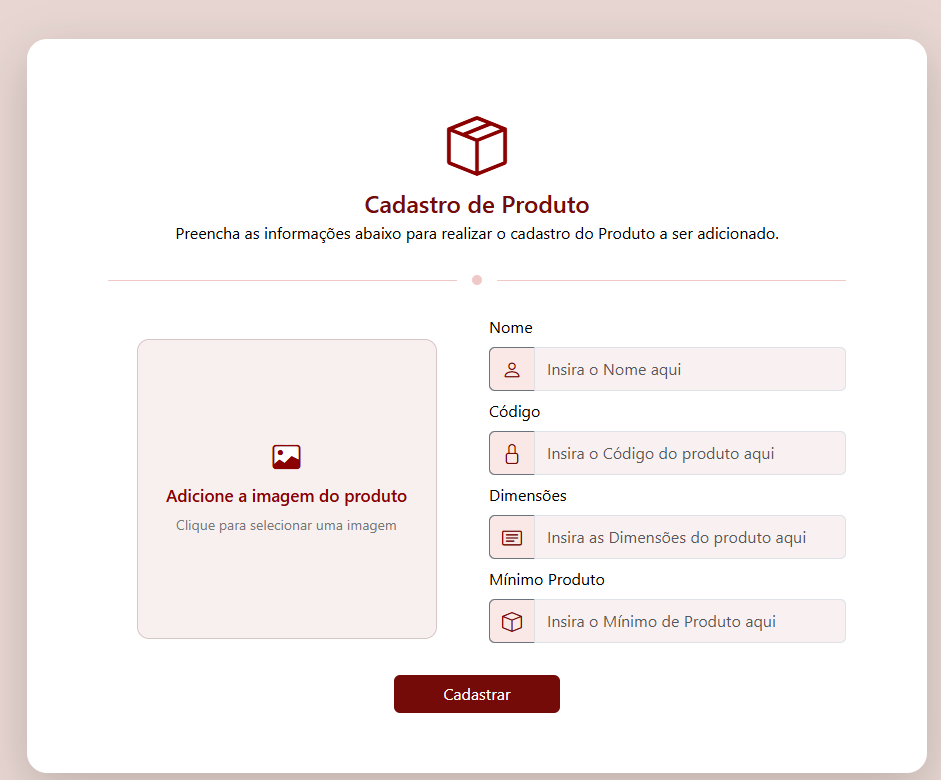 Cadastro de Produto
Preencha as informações abaixo para realizar o cadastro do Produto a ser adicionado.
Adicione a imagem do produto
Clique para selecionar uma imagem
Nome
Insira o Nome aqui
Código
Insira o Código do produto aqui
Dimensões
Insira as Dimensões do produto aqui
Mínimo Produto
Insira o Mínimo de Produto aqui
Cadastrar